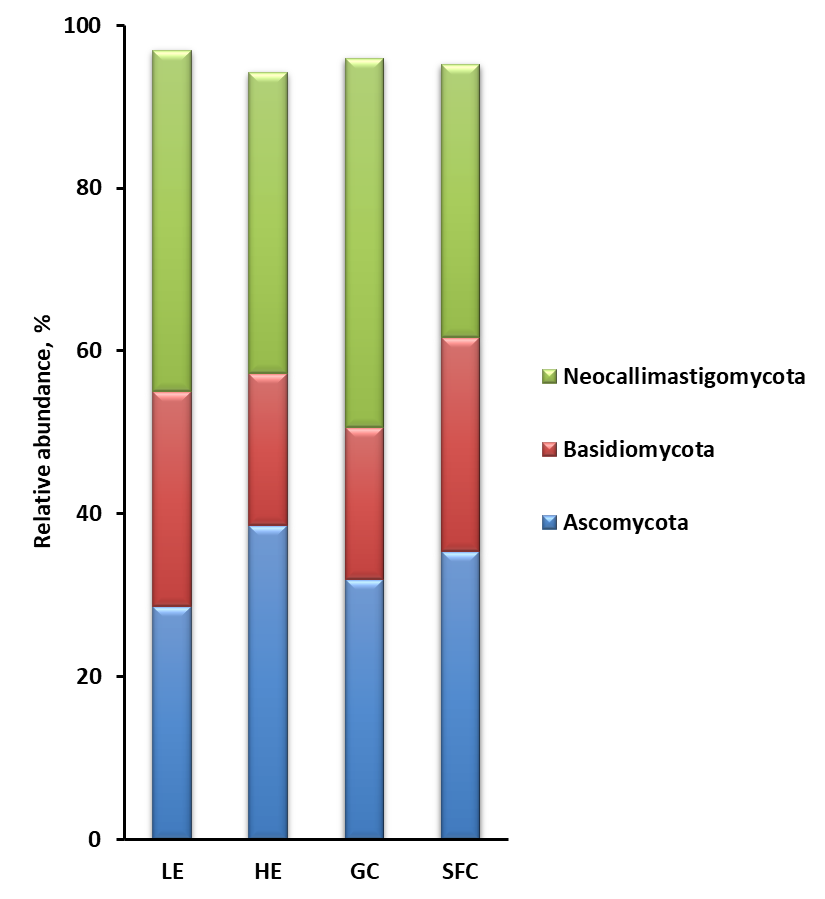 100
80
60
40
20
0
Relative abundance, %
LE HE GC SFC
Neocallimastigomycota
Basidiomycota
Ascomycota